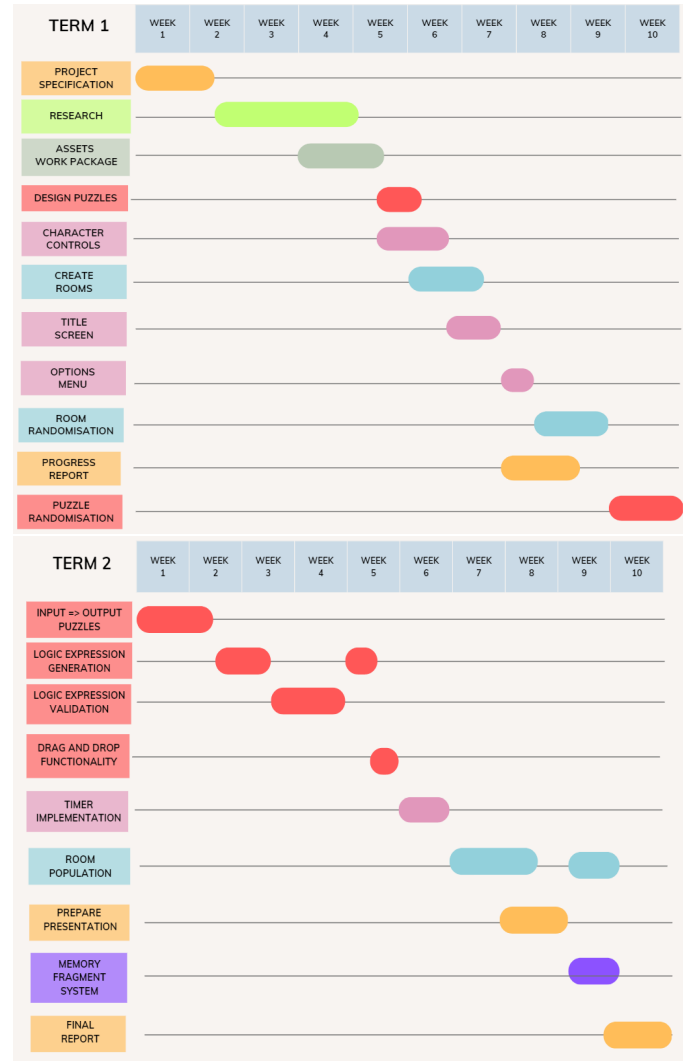 TERM 1
WEEK 1
WEEK 2
WEEK 3
WEEK 4
WEEK 5
WEEK 6
WEEK 7
WEEK 8
WEEK 9
WEEK 10
PROJECT
SPECIFICATION
RESEARCH
ASSETS
WORK PACKAGE
DESIGN PUZZLES
CHARACTER
CONTROLS
CREATE
ROOMS
TITLE
SCREEN
OPTIONS
MENU
ROOM
RANDOMISATION
PROGRESS
REPORT
PUZZLE
RANDOMISATION
TERM 2
WEEK 1
WEEK 2
WEEK 3
WEEK 4
WEEK 5
WEEK 6
WEEK 7
WEEK 8
WEEK 9
WEEK 10
INPUT => OUTPUT
PUZZLES
LOGIC EXPRESSION
GENERATION
LOGIC EXPRESSION
VALIDATION
DRAG AND DROP
FUNCTIONALITY
TIMER
IMPLEMENTATION
ROOM
POPULATION
PREPARE
PRESENTATION
MEMORY
FRAGMENT
SYSTEM
FINAL
REPORT